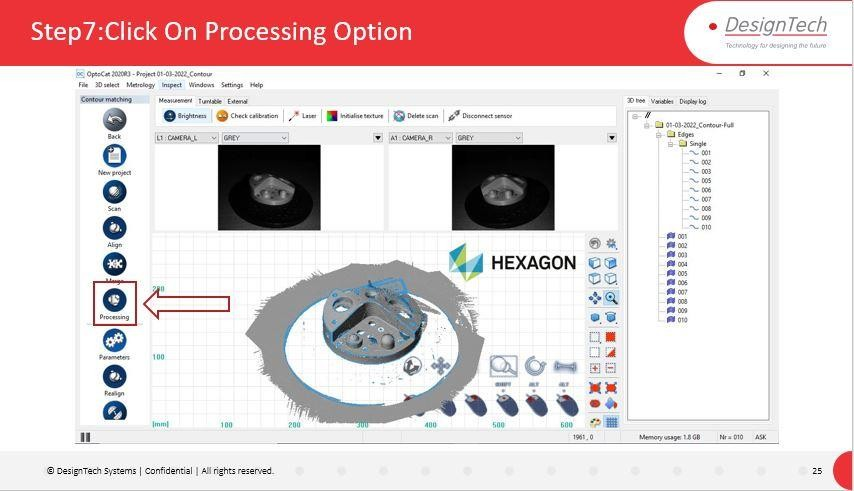 Step7:Click On Processing Option
DesignTech
Technology for designing the future
OptoCat 2020R3 - Project 01-03-2022_Contour
File 3D select Metrology Inspect Windows Settings Help
Contour matching
Measurement Turntable External
3D tree Variables Display log
Brightness Check calibration Laser Initialise texture Delete scan Disconnect sensor
L1 : CAMERA_L GREY A1 : CAMERA_R GREY
Back
New project
Scan
Align
Processing
Parameters
Realign
//
01-03-2022_Contour-Full
Edges
Single
001
002
003
005
006
007
008
009
010
001
002
003
004
005
006
007
008
009
010
HEXAGON
200
100
[mm] 100 200 300 400 500 600
SHIFT ALT ALT
1961 , 0 Memory usage: 1.8 GB Nr = 010 ASK
© DesignTech Systems | Confidential | All rights reserved.
25